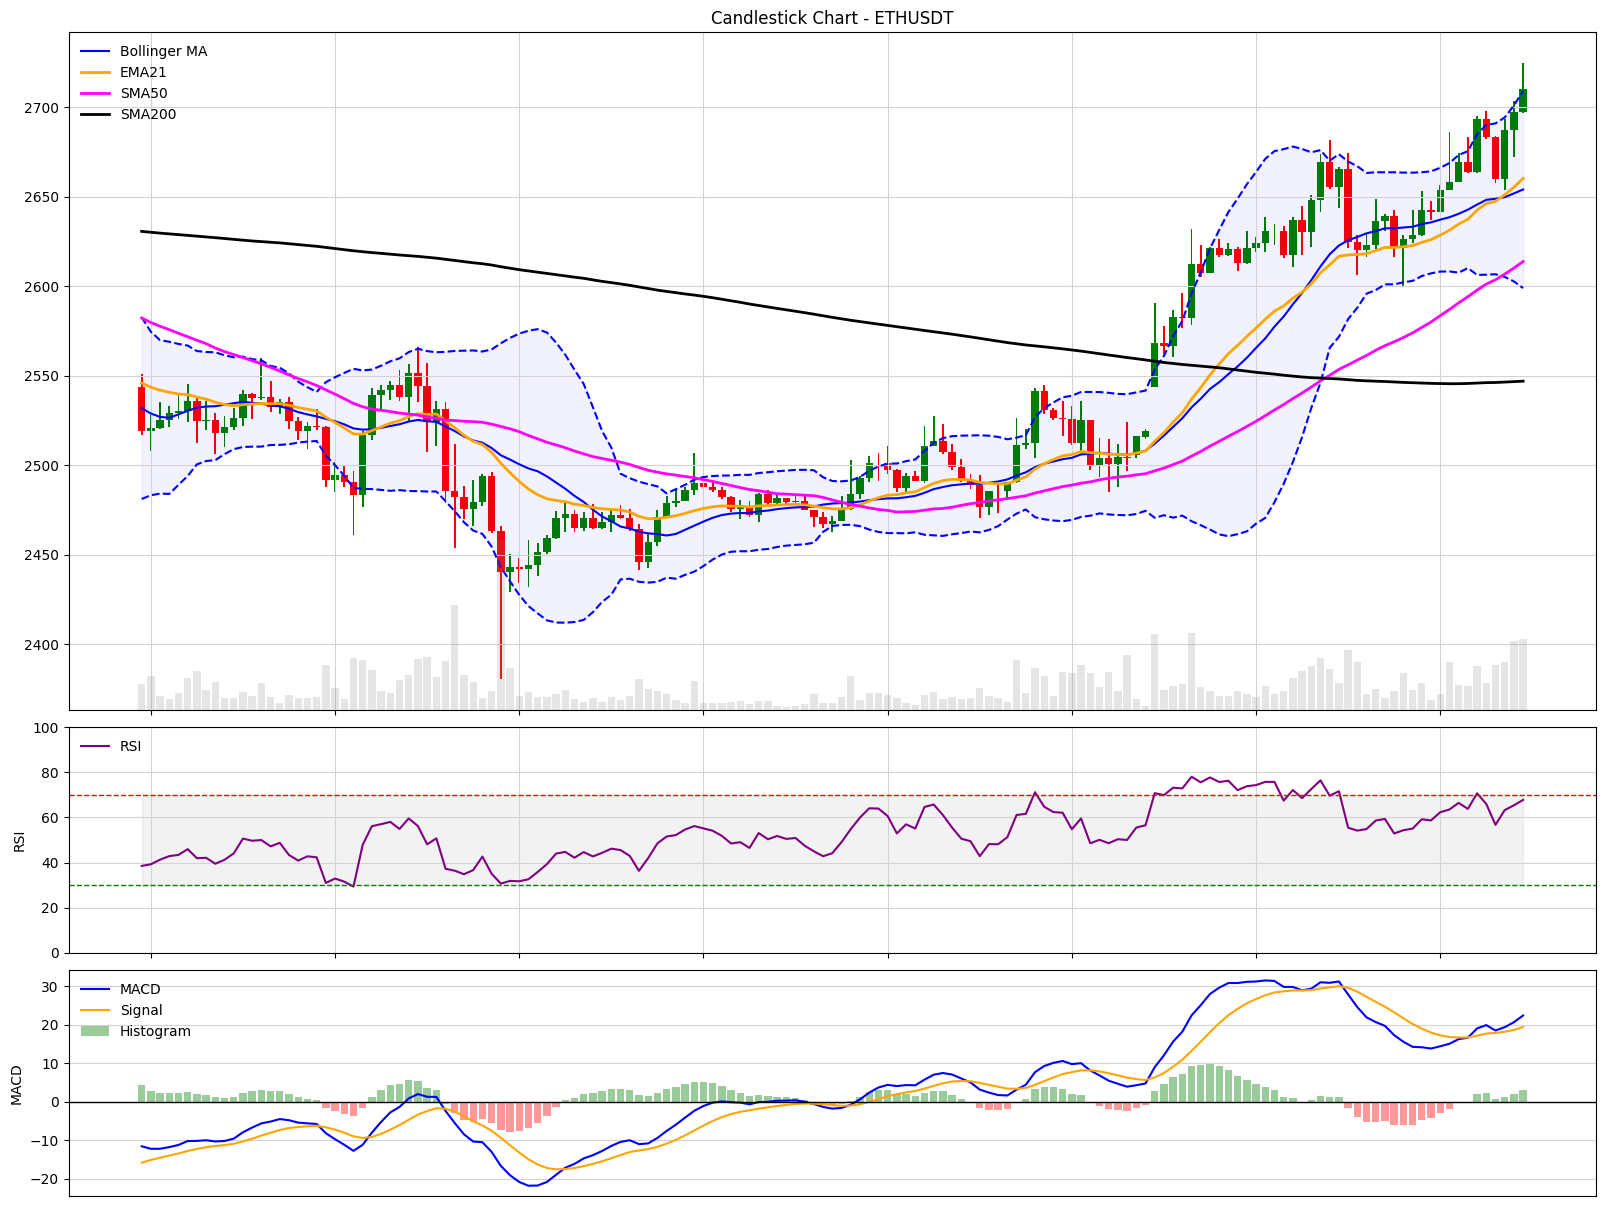 Candlestick Chart - ETHUSDT
Bollinger MA
EMA21
SMA50
SMA200
2700
2650
2600
2550
2500
2450
2400
100
80
60
40
20
0
RSI
RSI
30
20
10
0
−10
−20
MACD
MACD
Signal
Histogram